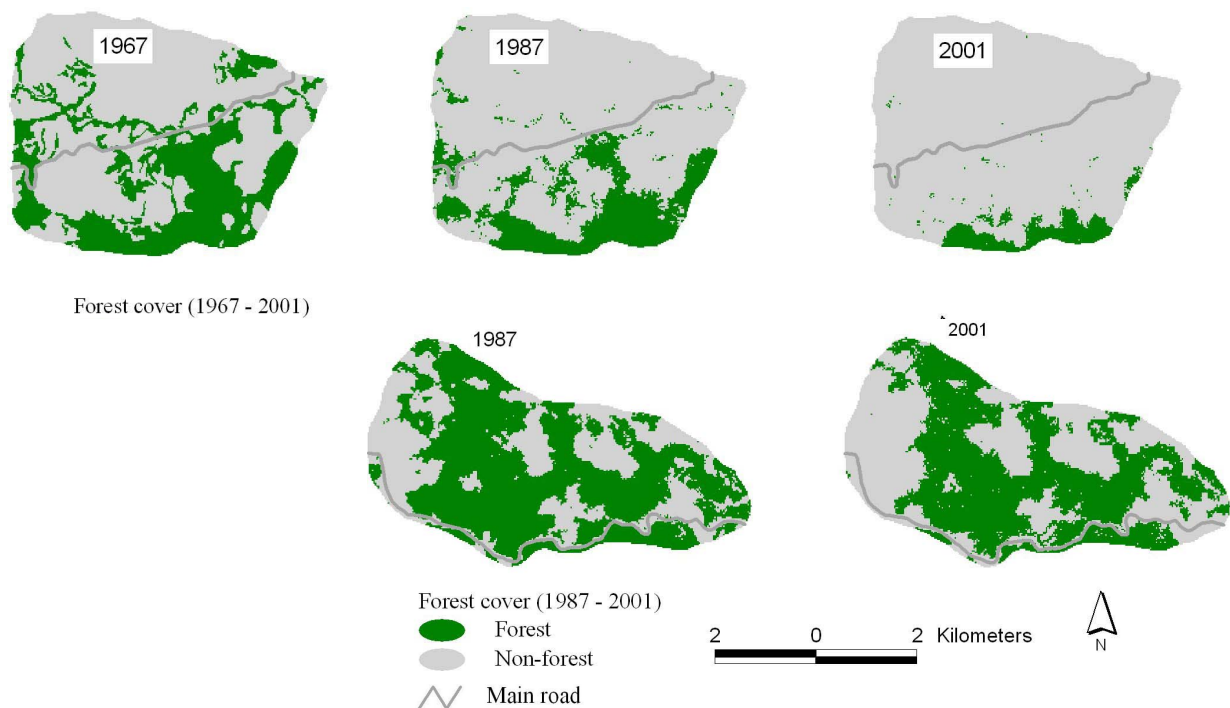 1967
1987
2001
Forest cover (1967 - 2001)
1987
2001
Forest cover (1987 - 2001)
Forest
Non-forest
Main road
2 0 2 Kilometers
N